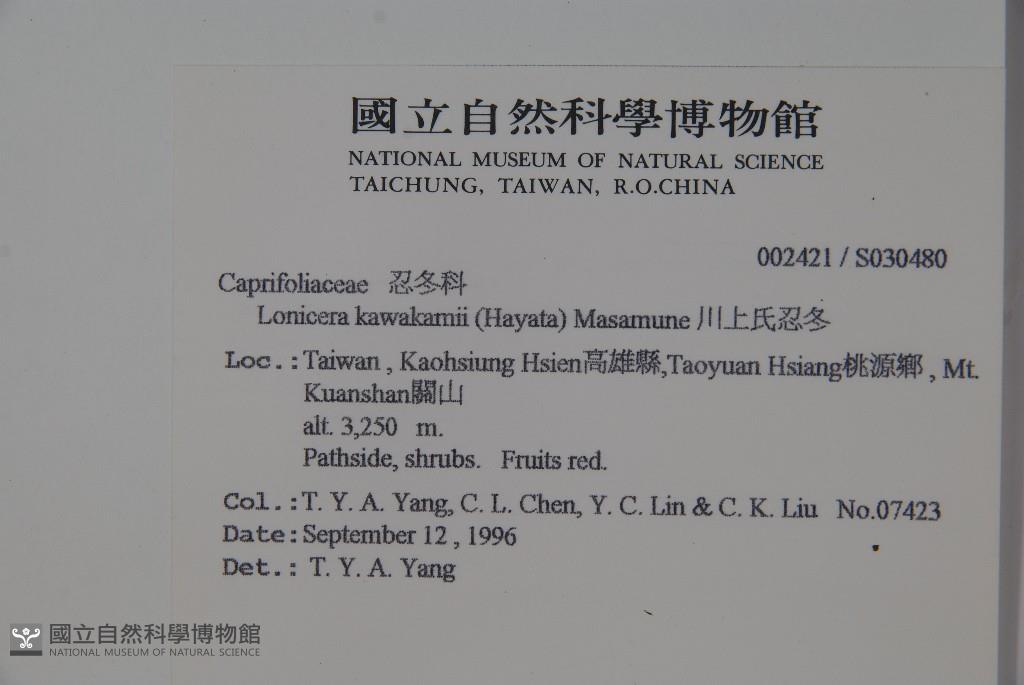 國立自然科學博物館
NATIONAL MUSEUM OF NATURAL SCIENCE
TAICHUNG, TAIWAN, R.O.CHINA
002421 / S030480
Caprifoliaceae 忍冬科
Lonicera kawakamii (Hayata) Masamune 川上氏忍冬
Loc.: Taiwan , Kaohsiung Hsien高雄縣,Taoyuan Hsiang桃源鄉 , Mt.
Kuanshan關山
alt. 3,250 m.
Pathside, shrubs. Fruits red.
Col.: T. Y. A. Yang, C. L. Chen, Y. C. Lin & C. K. Liu No.07423
Date: September 12 , 1996
Det.: T. Y. A. Yang
國立自然科學博物館
NATIONAL MUSEUM OF NATURAL SCIENCE